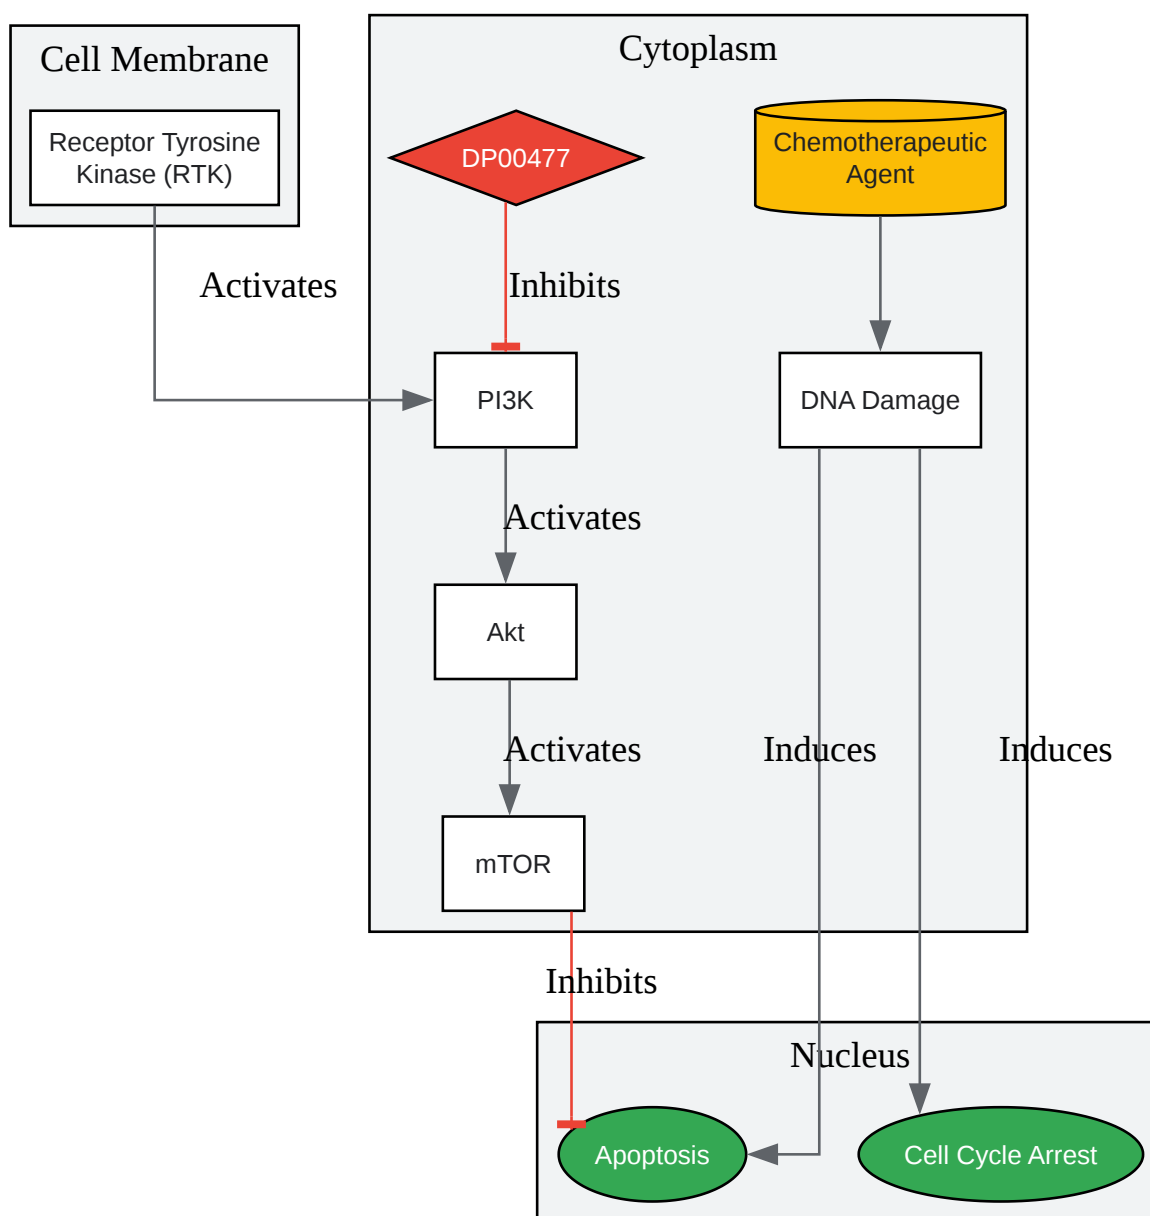 Cell Membrane
Receptor Tyrosine
Kinase (RTK)
Cytoplasm
DP00477
Chemotherapeutic
Agent
Activates
Inhibits
PI3K
DNA Damage
Activates
Akt
Activates
Induces
Induces
mTOR
Inhibits
Nucleus
Apoptosis
Cell Cycle Arrest